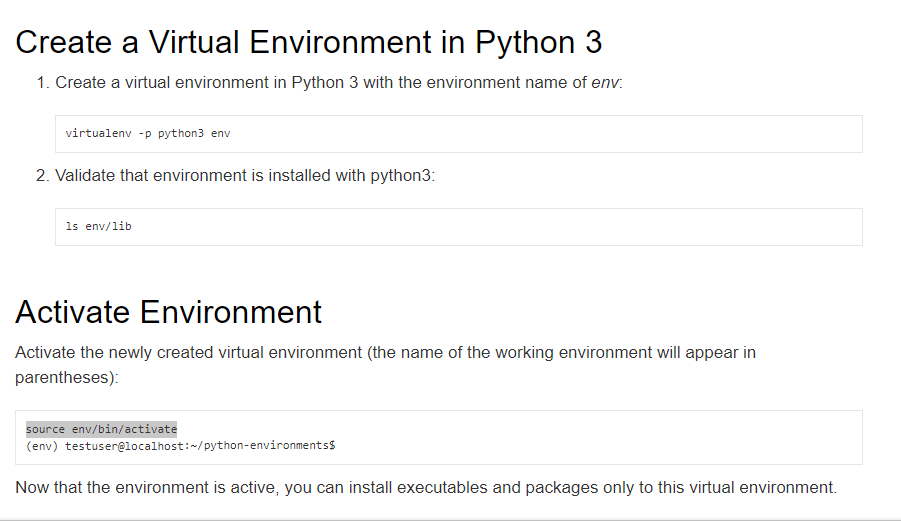 Create a Virtual Environment in Python 3
1. Create a virtual environment in Python 3 with the environment name of env:
virtualenv -p python3 env
2. Validate that environment is installed with python3:
ls env/lib
Activate Environment
Activate the newly created virtual environment (the name of the working environment will appear in
parentheses):
source env/bin/activate
(env) testuser@localhost:~/python-environments$
Now that the environment is active, you can install executables and packages only to this virtual environment.